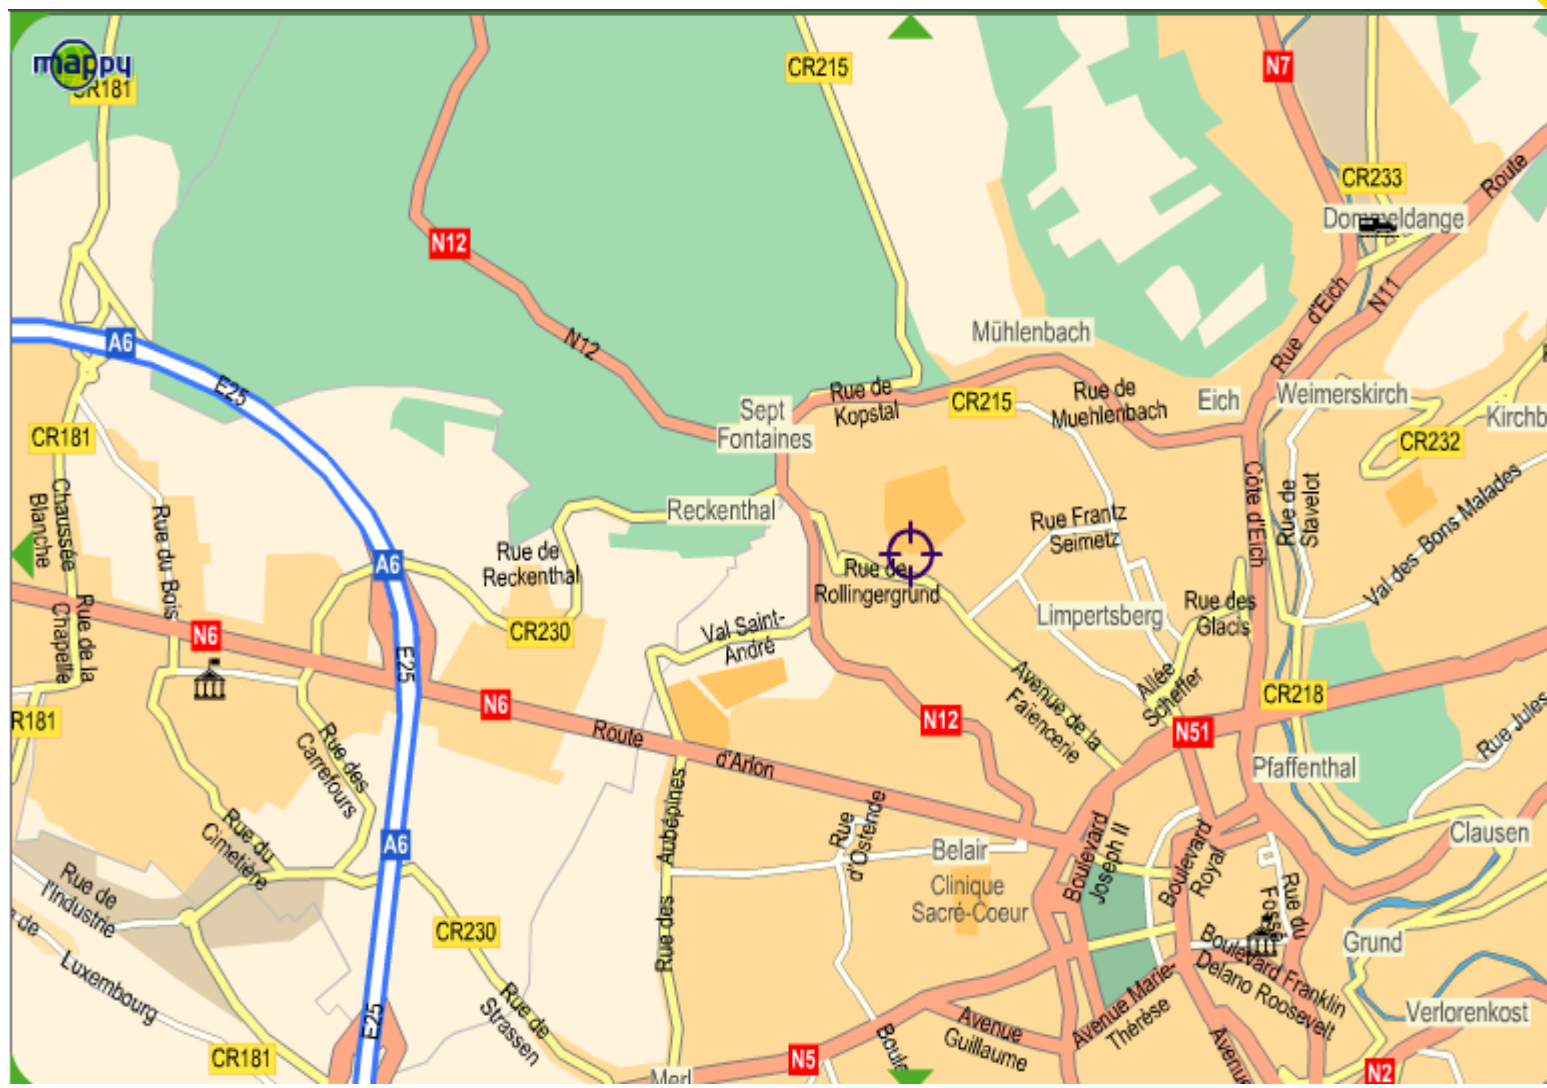 mappy
CR181
CR215
N7
CR233
Route
Dommeldange
N12
d'Eich
N11
Mühlenbach
A6
N12
Rue
E25
Rue de
Kopstal
CR215
Rue de
Muehlenbach
Eich
Weimerskirch
Sept
Fontaines
CR181
CR232
Reckenthal
Chaussée
Blanche
Rue du Bois
Côte d'Eich
Rue de
Stavelot
Val des Bons Malades
Rue Frantz
Seimetz
Rue de
Reckenthal
A6
Rue de
Rollingergrund
Rue de la
Chapelle
N6
CR230
Val Saint-
André
Limpertsberg
Rue des
Glacis
E25
Allée
Scheffer
N6
CR218
Avenue de la
Faïencerie
N12
N51
Rue Jules
Route
d'Arlon
Rue des
Carrefours
Pfaffenthal
Rue des Aubépines
Rue
d'Ostende
Clausen
Rue du
Cimetière
A6
Belair
Boulevard
Joseph II
Boulevard
Royal
Clinique
Sacré-Coeur
Rue de
l'Industrie
Rue du
Fossé
CR230
Boulevard Franklin
Delano Roosevelt
Grund
Luxembourg
Rue de
Strassen
E25
Avenue Marie-
Thérèse
Avenue
Guillaume
Verlorenkost
CR181
N5
Merl
Avenue
N2